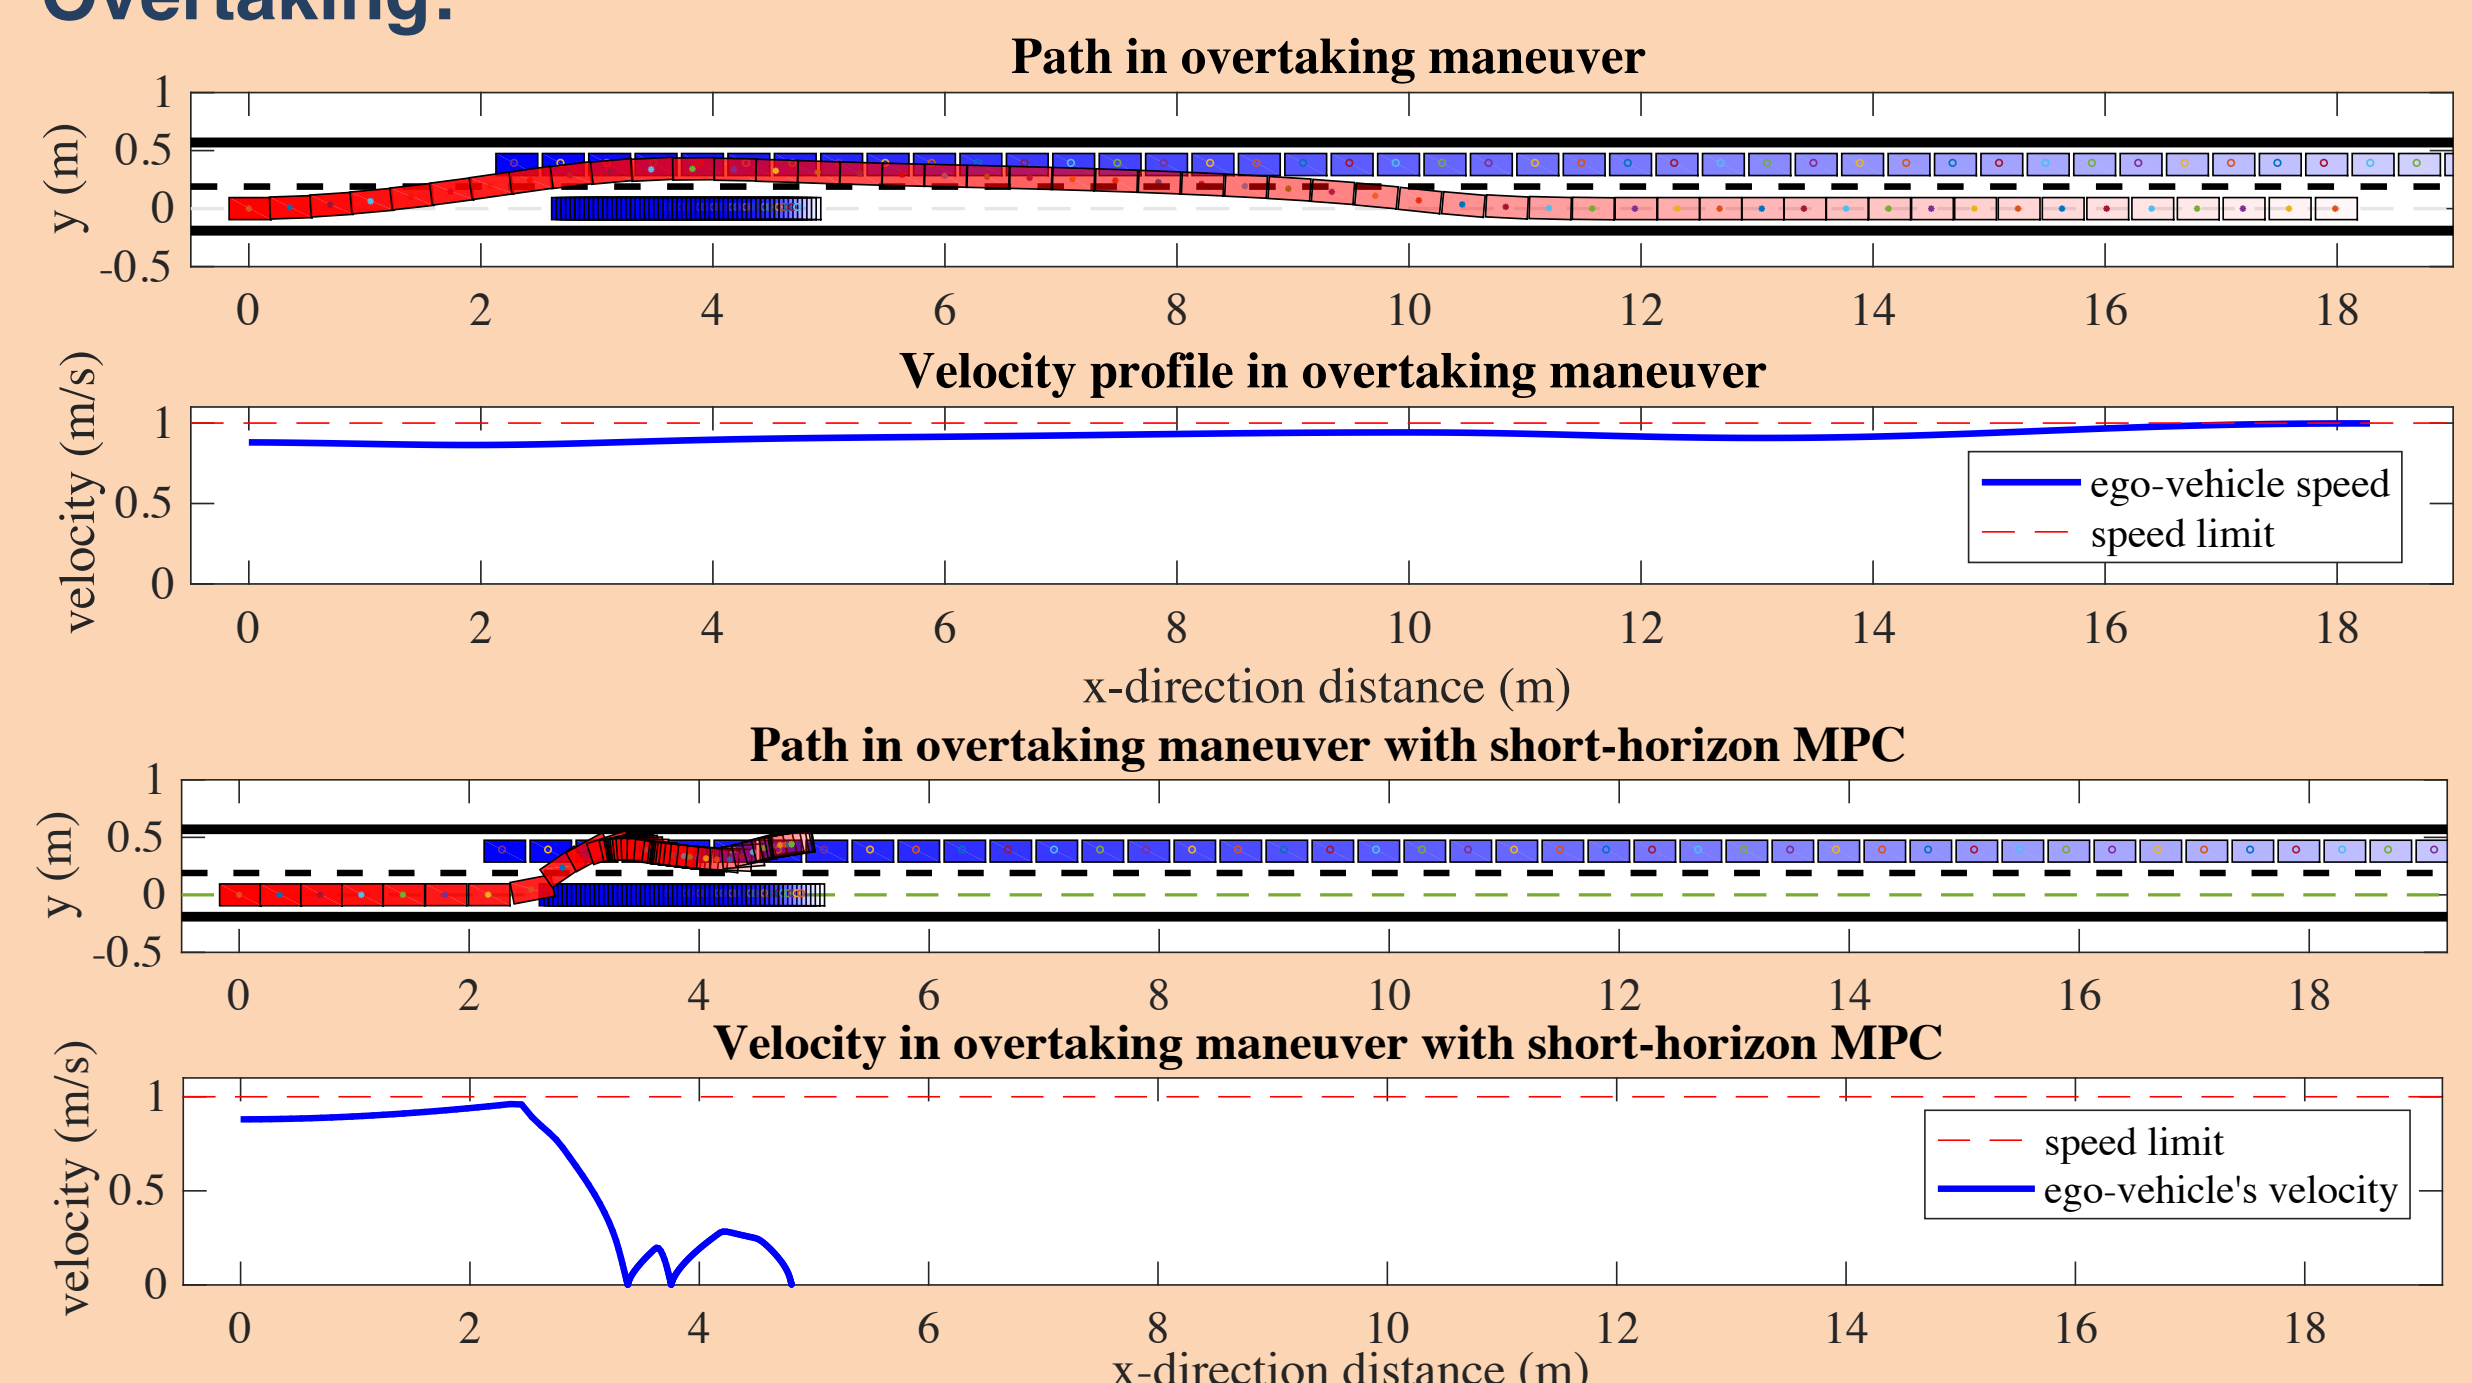 Overtaking:
Path in overtaking maneuver
1
0.5
0
-0.5
y (m)
0 2 4 6 8 10 12 14 16 18
Velocity profile in overtaking maneuver
1
0.5
0
velocity (m/s)
ego-vehicle speed
speed limit
0 2 4 6 8 10 12 14 16 18
x-direction distance (m)
Path in overtaking maneuver with short-horizon MPC
1
0.5
0
-0.5
y (m)
0 2 4 6 8 10 12 14 16 18
Velocity in overtaking maneuver with short-horizon MPC
1
0.5
0
velocity (m/s)
speed limit
ego-vehicle's velocity
0 2 4 6 8 10 12 14 16 18
x-direction distance (m)